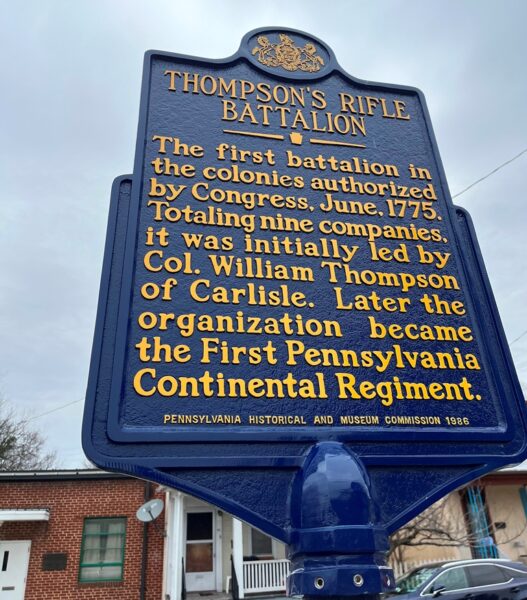 THOMPSON'S RIFLE
BATTALION
The first battalion in
the colonies authorized
by Congress, June, 1775.
Totaling nine companies,
it was initially led by
Col. William Thompson
of Carlisle. Later the
organization became
the First Pennsylvania
Continental Regiment.
PENNSYLVANIA HISTORICAL AND MUSEUM COMMISSION 1986